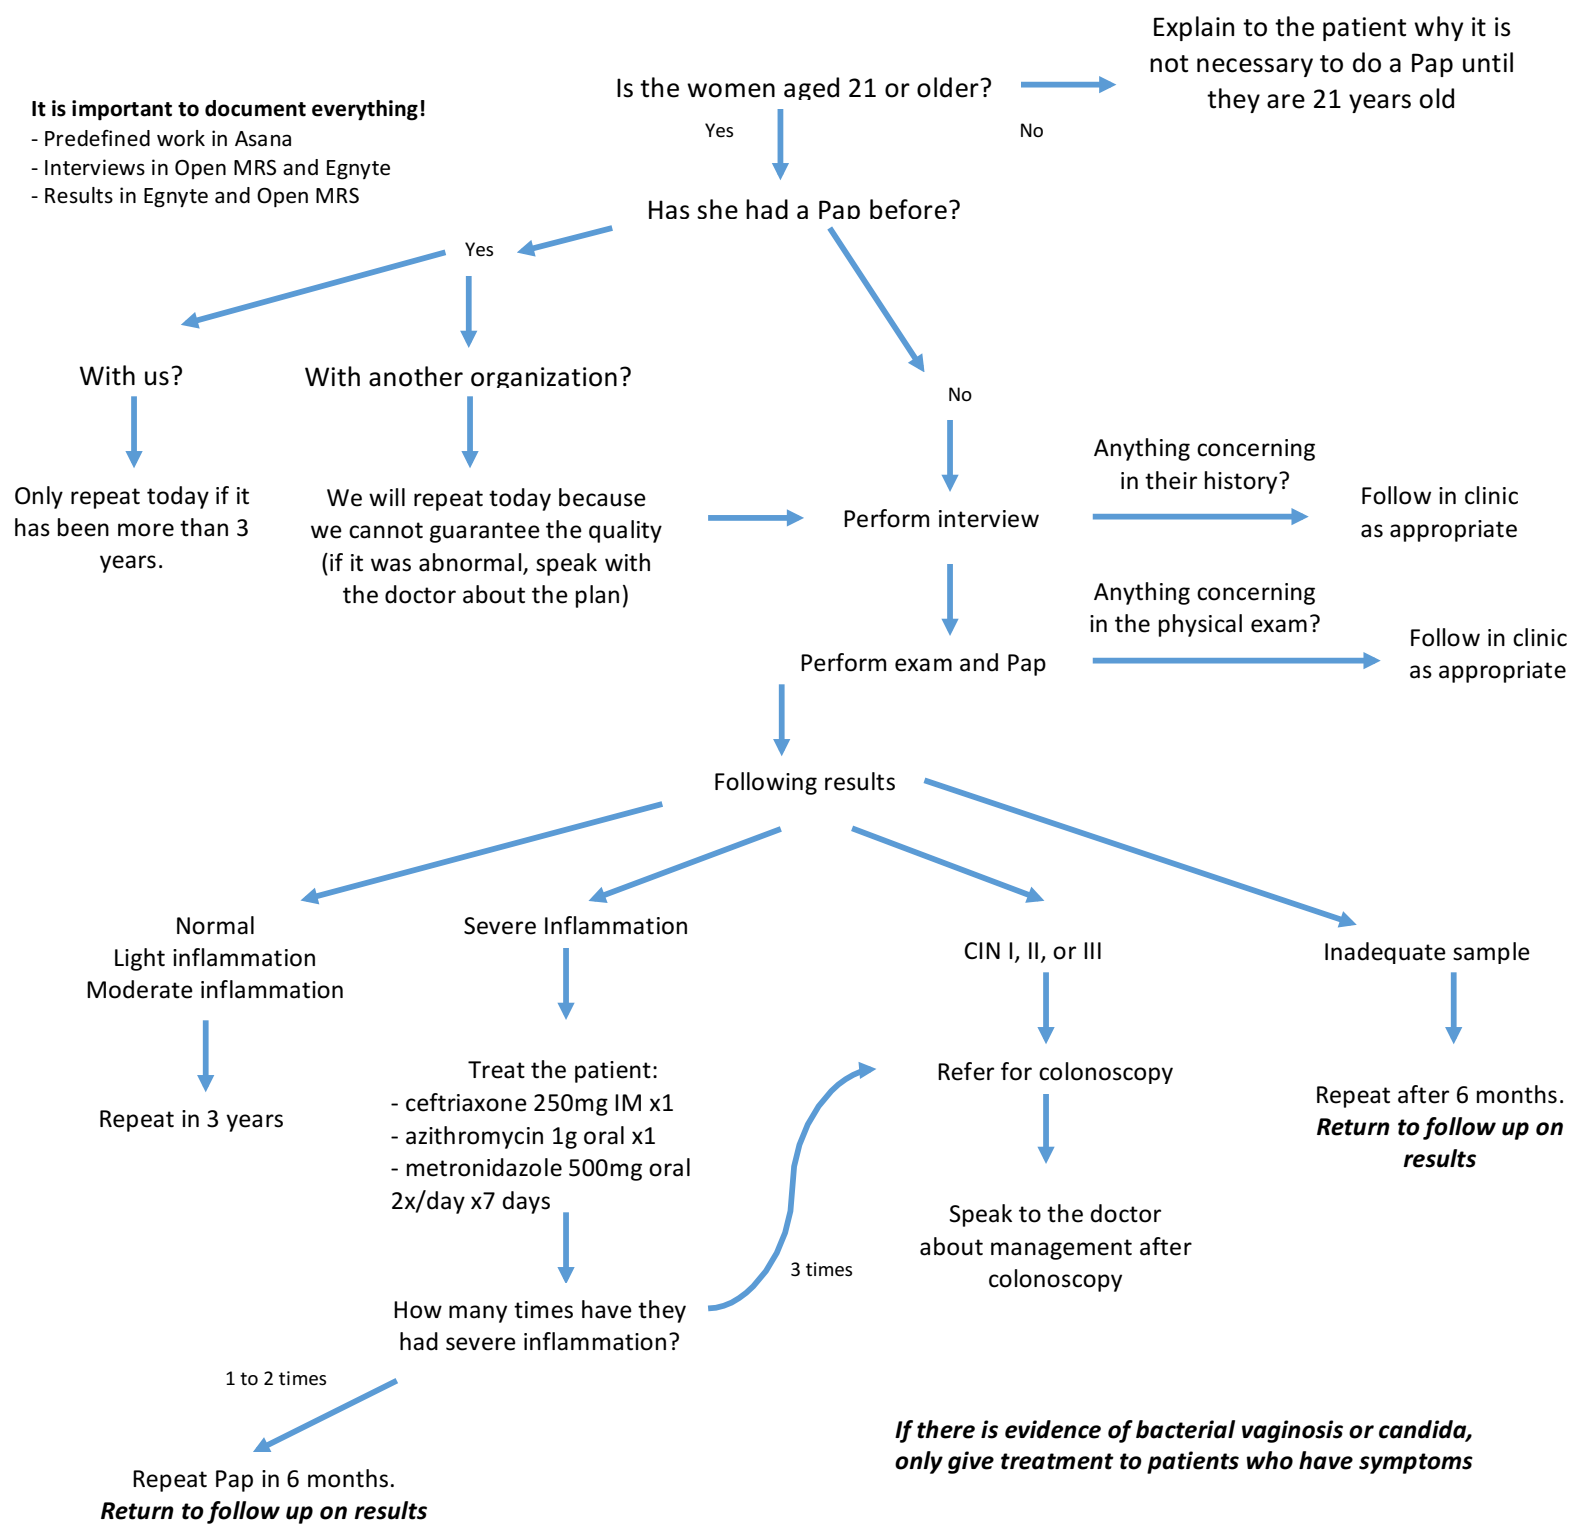 Explain to the patient why it is
not necessary to do a Pap until
they are 21 years old
Is the women aged 21 or older?
Yes
No
It is important to document everything!
- Predefined work in Asana
- Interviews in Open MRS and Egnyte
- Results in Egnyte and Open MRS
Has she had a Pap before?
Yes
With us?
With another organization?
No
Only repeat today if it
has been more than 3
years.
We will repeat today because
we cannot guarantee the quality
(if it was abnormal, speak with
the doctor about the plan)
Perform interview
Anything concerning
in their history?
Follow in clinic
as appropriate
Perform exam and Pap
Anything concerning
in the physical exam?
Follow in clinic
as appropriate
Following results
Normal
Light inflammation
Moderate inflammation
Repeat in 3 years
Severe Inflammation
Treat the patient:
- ceftriaxone 250mg IM x1
- azithromycin 1g oral x1
- metronidazole 500mg oral
2x/day x7 days
How many times have they
had severe inflammation?
1 to 2 times
3 times
Repeat Pap in 6 months.
Return to follow up on results
CIN I, II, or III
Refer for colonoscopy
Speak to the doctor
about management after
colonoscopy
Inadequate sample
Repeat after 6 months.
Return to follow up on
results
If there is evidence of bacterial vaginosis or candida,
only give treatment to patients who have symptoms